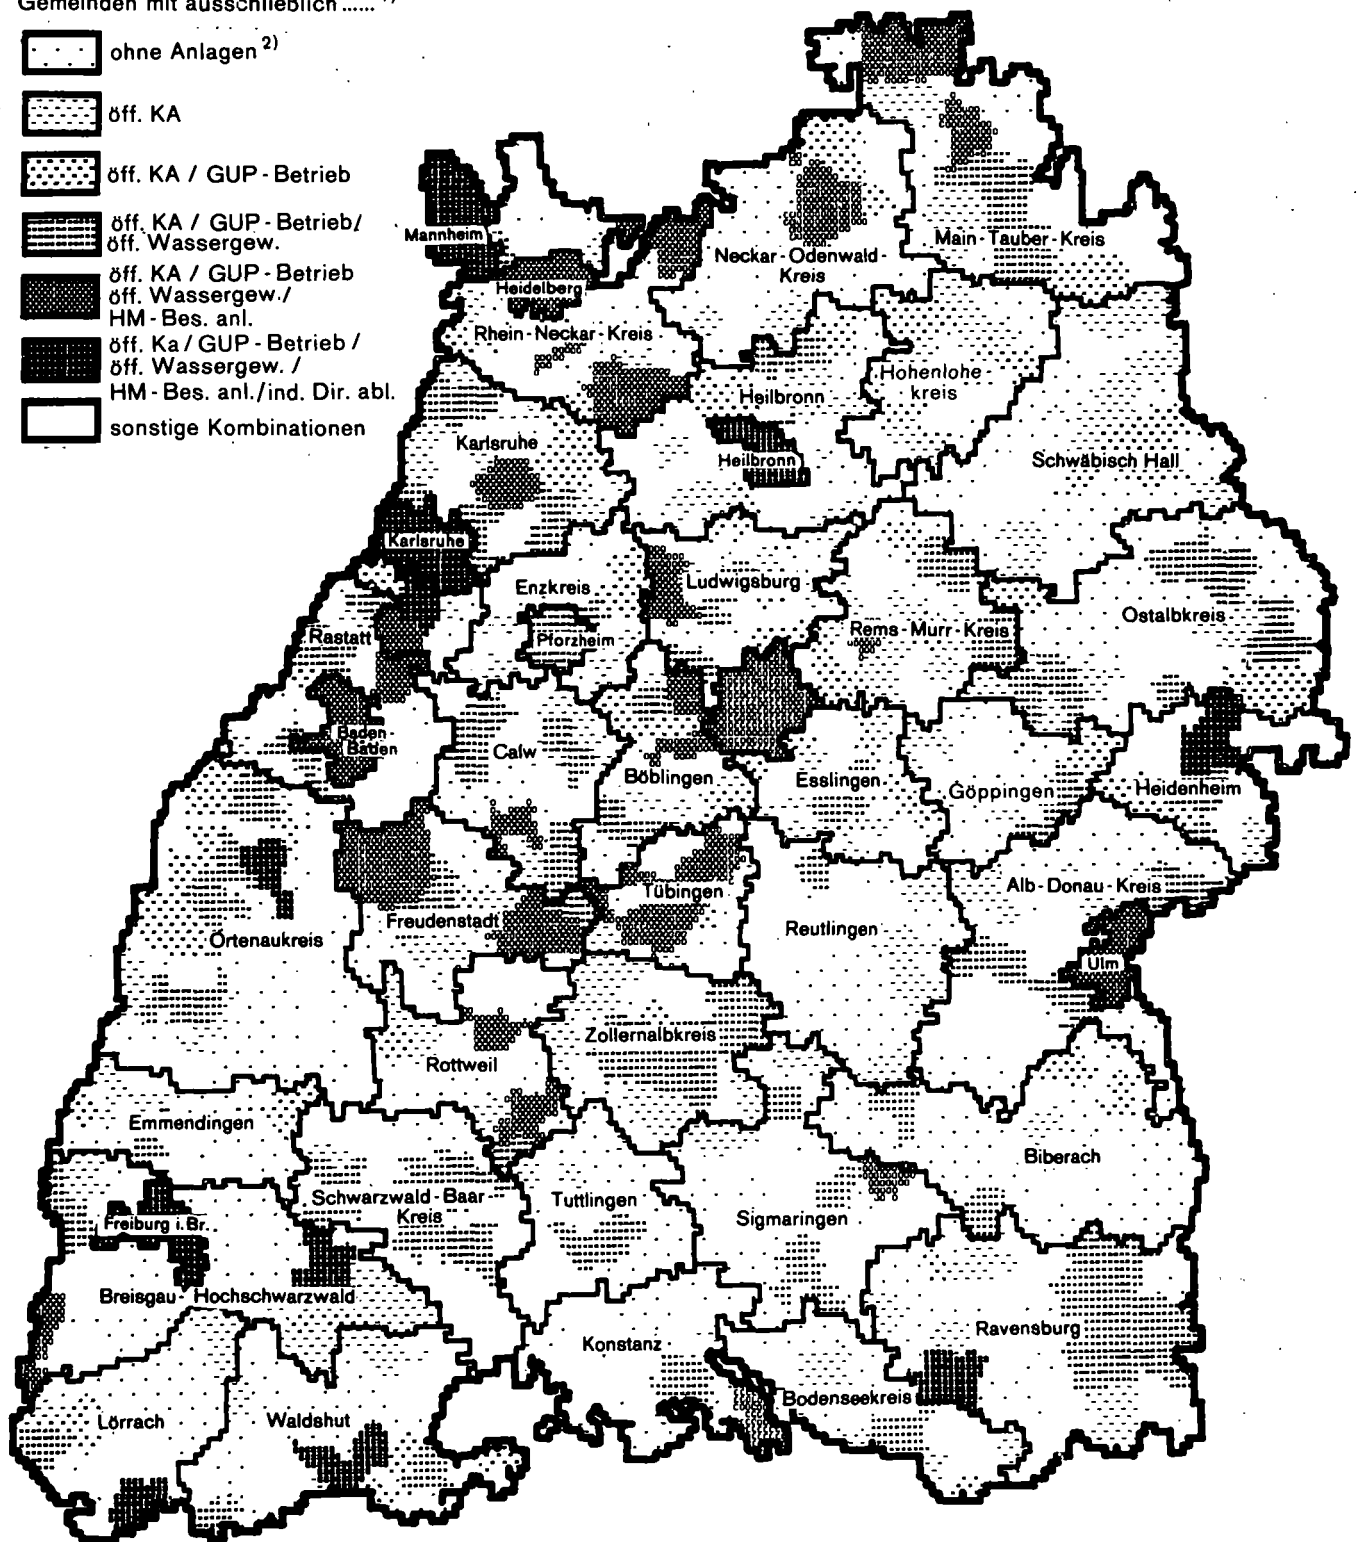 Gemeinden mit ausschließlich ...... 1)
ohne Anlagen 2)
öff. KA
öff. KA / GUP - Betrieb
öff. KA / GUP - Betrieb/
öff. Wassergew.
öff. KA / GUP - Betrieb
öff. Wassergew. /
HM - Bes. anl.
öff. Ka / GUP - Betrieb /
öff. Wassergew. /
HM - Bes. anl./ind. Dir. abl.
sonstige Kombinationen
Mannheim
Heidelberg
Rhein - Neckar - Kreis
Neckar - Odenwald -
Kreis
Main - Tauber - Kreis
Hohenlohe
kreis
Heilbronn
Heilbronn
Schwäbisch Hall
Karlsruhe
Karlsruhe
Enzkreis
Pforzheim
Ludwigsburg
Rems - Murr - Kreis
Ostalbkreis
Rastatt
Baden -
Baden
Calw
Böblingen
Esslingen
Göppingen
Heidenheim
Alb - Donau - Kreis
Ulm
Freudenstadt
Tübingen
Reutlingen
Örtenaukreis
Rottweil
Zollernalbkreis
Emmendingen
Biberach
Schwarzwald - Baar -
Kreis
Tuttlingen
Sigmaringen
Freiburg i.Br.
Breisgau - Hochschwarzwald
Konstanz
Ravensburg
Bodenseekreis
Lörrach
Waldshut